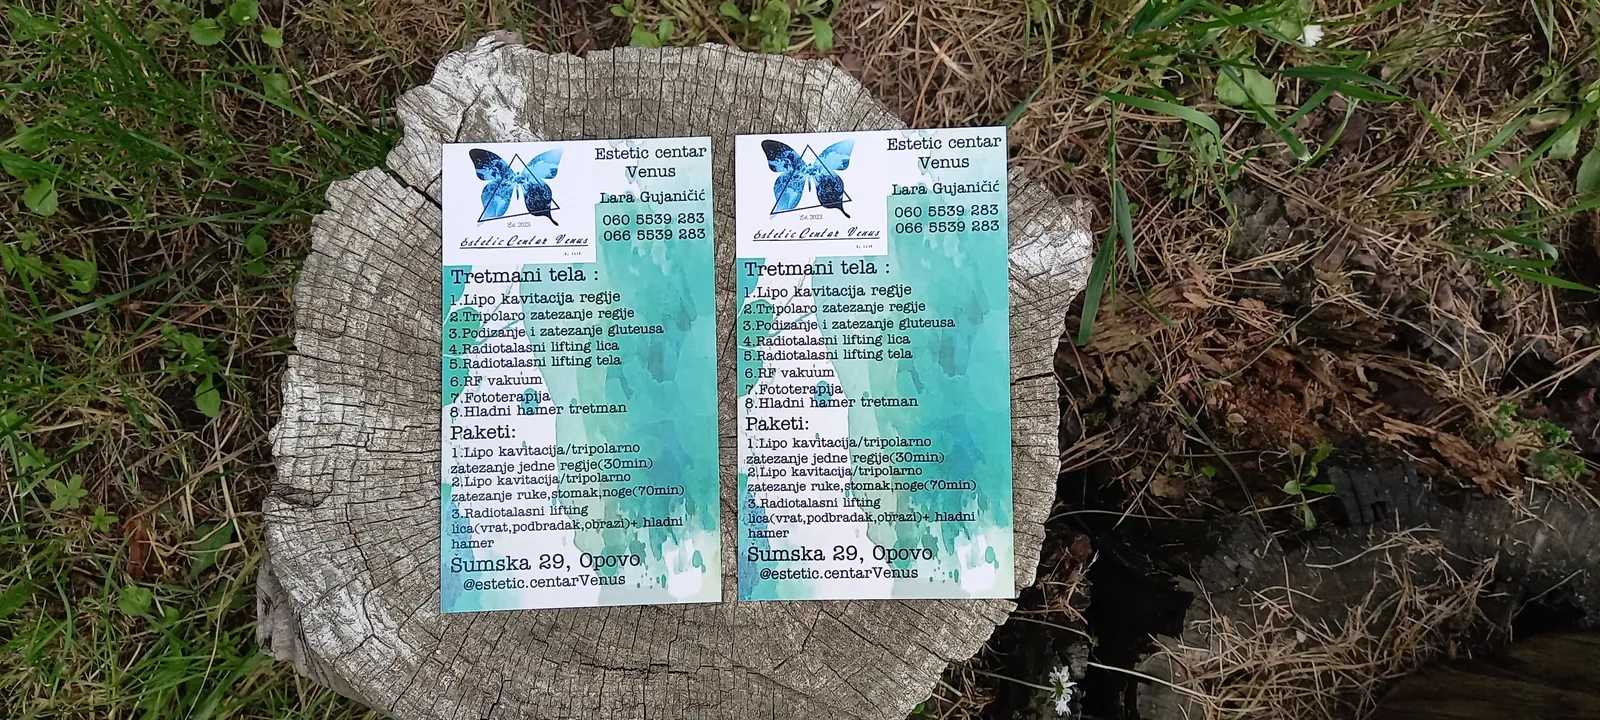 Est. 2023.
Estetic Centar Venus
Estetic centar
Venus
Lara Gujaničić
060 5539 283
066 5539 283
Tretmani tela :
1.Lipo kavitacija regije
2.Tripolaro zatezanje regije
3.Podizanje i zatezanje gluteusa
4.Radiotalasni lifting lica
5.Radiotalasni lifting tela
6.RF vakuum
7.Fototerapija
8.Hladni hamer tretman
Paketi:
1.Lipo kavitacija/tripolarno
zatezanje jedne regije(30min)
2.Lipo kavitacija/tripolarno
zatezanje ruke,stomak,noge(70min)
3.Radiotalasni lifting
lica(vrat,podbradak,obrazi)+ hladni
hamer
Sumska 29, Opovo
@estetic.centarVenus
Est. 2023.
Estetic Centar Venus
Estetic centar
Venus
Lara Gujaničić
060 5539 283
066 5539 283
Tretmani tela :
1.Lipo kavitacija regije
2.Tripolaro zatezanje regije
3.Podizanje i zatezanje gluteusa
4.Radiotalasni lifting lica
5.Radiotalasni lifting tela
6.RF vakuum
7.Fototerapija
8.Hladni hamer tretman
Paketi:
1.Lipo kavitacija/tripolarno
zatezanje jedne regije(30min)
2.Lipo kavitacija/tripolarno
zatezanje ruke,stomak,noge(70min)
3.Radiotalasni lifting
lica(vrat,podbradak,obrazi)+ hladni
hamer
Sumska 29, Opovo
@estetic.centarVenus